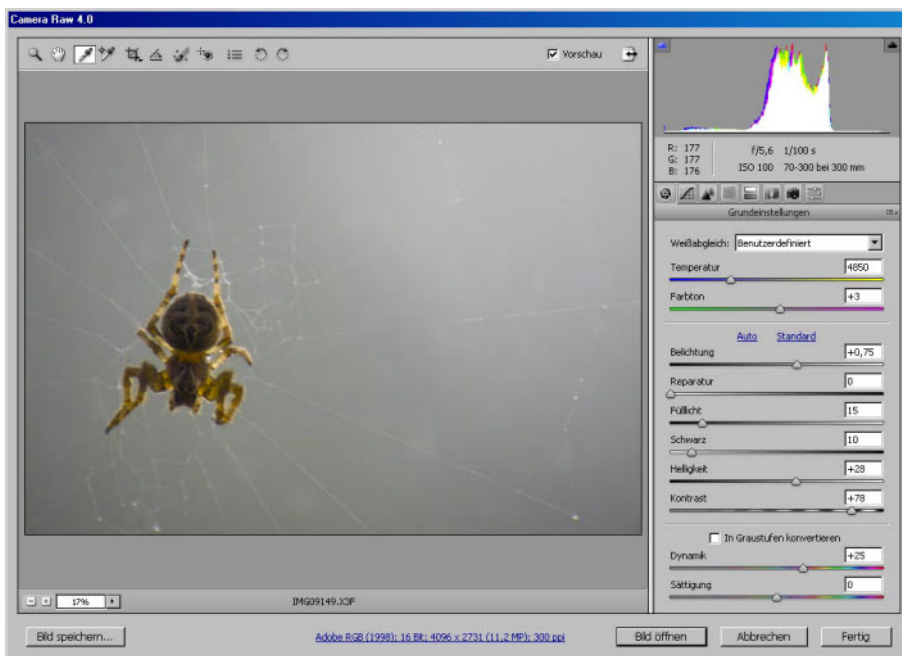 Camera Raw 4.0
Vorschau
R: 177
G: 177
B: 176
f/5,6 1/100 s
ISO 100 70-300 bei 300 mm
Grundeinstellungen
Weißabgleich: Benutzerdefiniert
Temperatur 4850
Farbton +3
Auto Standard
Belichtung +0,75
Reparatur 0
Fülllicht 15
Schwarz 10
Helligkeit +28
Kontrast +78
In Graustufen konvertieren
Dynamik +25
Sättigung 0
17% IMG09149.X3F
Bild speichern... Adobe RGB (1998); 16 Bit; 4096 x 2731 (11,2 MP); 300 ppi Bild öffnen Abbrechen Fertig